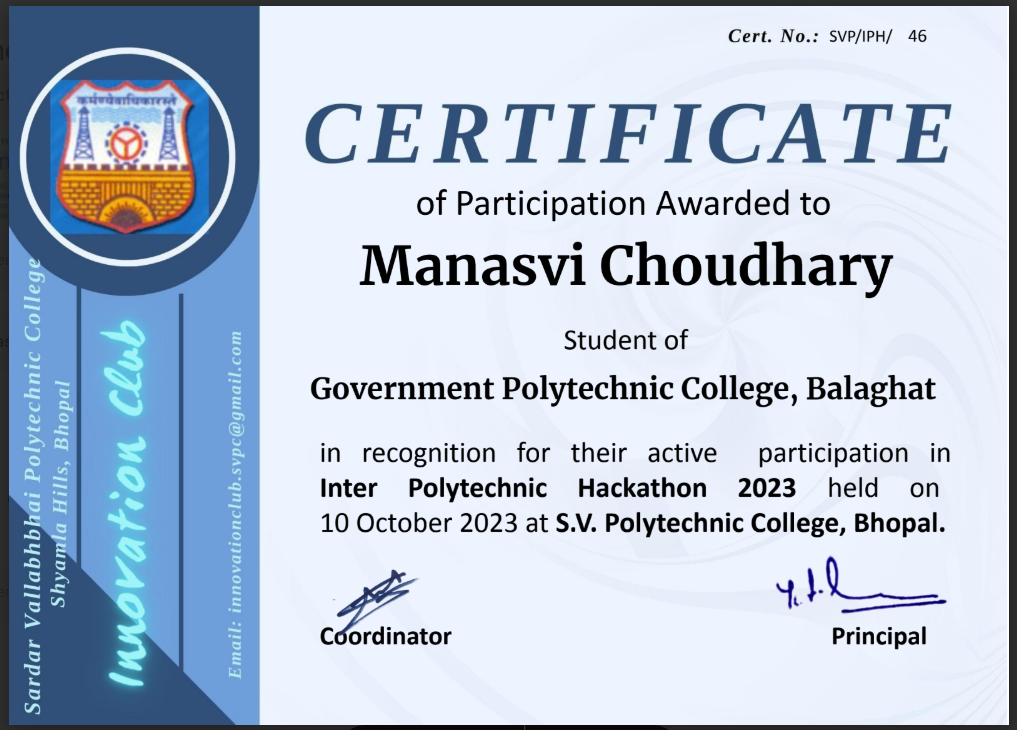 Cert. No.: SVP/IPH/ 46
कर्मण्येवाधिकारस्ते
CERTIFICATE
of Participation Awarded to
Manasvi Choudhary
Student of
Government Polytechnic College, Balaghat
in recognition for their active participation in
Inter Polytechnic Hackathon 2023 held on
10 October 2023 at S.V. Polytechnic College, Bhopal.
Coordinator
Principal
Sardar Vallabhbhai Polytechnic College
Shyamla Hills, Bhopal
Innovation Club
Email: innovationclub.svpc@gmail.com